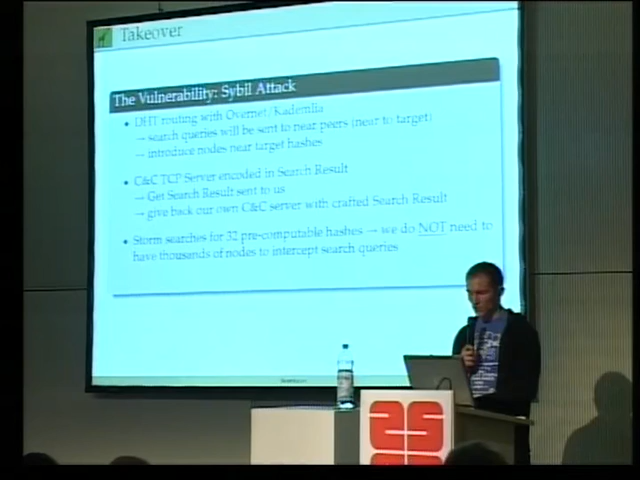 Takeover
The Vulnerability: Sybil Attack
• DHT routing with Overnet/Kademlia
→ search queries will be sent to near peers (near to target)
→ introduce nodes near target hashes
• C&C TCP Server encoded in Search Result
→ Get Search Result sent to us
→ give back our own C&C server with crafted Search Result
• Storm searches for 32 pre-computable hashes → we do NOT need to
have thousands of nodes to intercept search queries